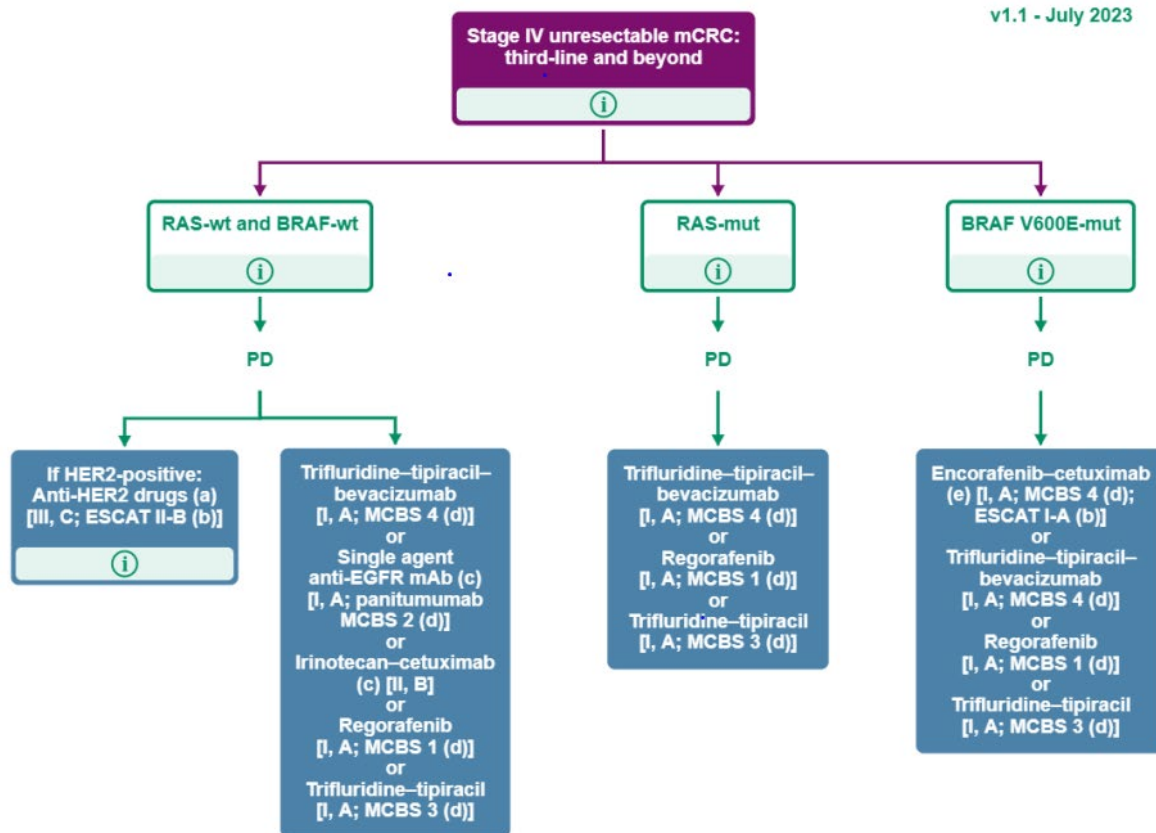 v1.1 - July 2023
Stage IV unresectable mCRC:
third-line and beyond
i
RAS-wt and BRAF-wt
i
RAS-mut
i
BRAF V600E-mut
i
PD
PD
PD
If HER2-positive:
Anti-HER2 drugs (a)
[III, C; ESCAT II-B (b)]
i
Trifluridine–tipiracil–
bevacizumab
[I, A; MCBS 4 (d)]
or
Single agent
anti-EGFR mAb (c)
[I, A; panitumumab
MCBS 2 (d)]
or
Irinotecan–cetuximab
(c) [II, B]
or
Regorafenib
[I, A; MCBS 1 (d)]
or
Trifluridine–tipiracil
[I, A; MCBS 3 (d)]
Trifluridine–tipiracil–
bevacizumab
[I, A; MCBS 4 (d)]
or
Regorafenib
[I, A; MCBS 1 (d)]
or
Trifluridine–tipiracil
[I, A; MCBS 3 (d)]
Encorafenib–cetuximab
(e) [I, A; MCBS 4 (d);
ESCAT I-A (b)]
or
Trifluridine–tipiracil–
bevacizumab
[I, A; MCBS 4 (d)]
or
Regorafenib
[I, A; MCBS 1 (d)]
or
Trifluridine–tipiracil
[I, A; MCBS 3 (d)]